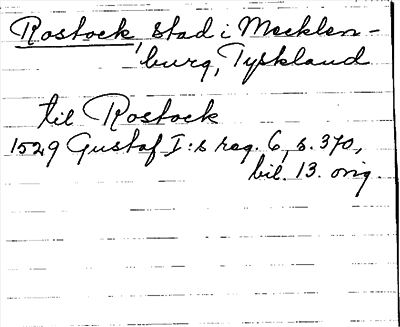 Rostock, stad i Mecklen-
burg, Tyskland
til Rostock
1529 Gustaf I:s reg. 6, s. 370,
bil. 13. orig.